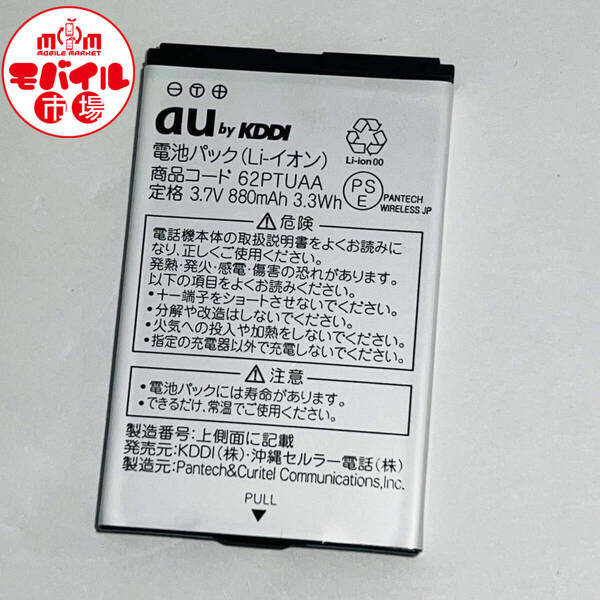 mom
MOBILE MARKET
モバイル
市場
au by KDDI
電池パック(Li-イオン)
商品コード 62PTUAA
定格 3.7V 880mAh 3.3Wh
Li-ion 00
PS
E
PANTECH
WIRELESS JP
危険
電話機本体の取扱説明書をよくお読みに
なり、正しくご使用ください。
発熱・発火・感電・傷害の恐れがあります。
以下の項目をよくお読みください。
・+ー端子をショートさせないでください。
・分解や改造はしないでください。
・火気への投入や加熱をしないでください。
・指定の充電器以外で充電しないでください。
注意
・電池パックには寿命があります。
・できるだけ、常温でご使用ください。
製造番号:上側面に記載
発売元:KDDI(株)・沖縄セルラー電話(株)
製造元:Pantech&Curitel Communications,Inc.
PULL